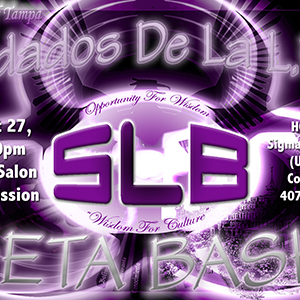 Tampa
dados De La L.
Opportunity For Wisdom
27,
H
0pm
Sigma
SLB
(U
Salon
Co
ssion
407
"Wisdom For Culture"
ETA BAS